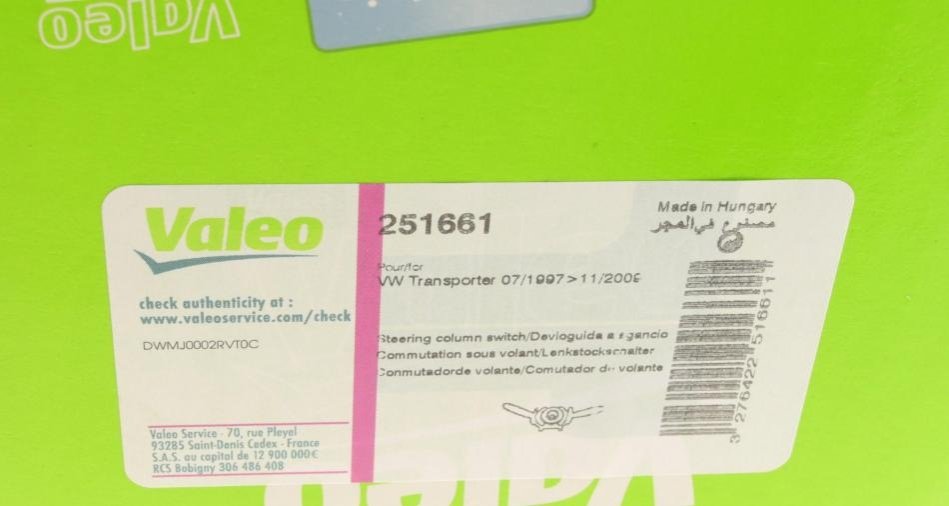 Valeo
Valeo
check authenticity at :
www.valeoservice.com/check
DWMJ0002RVTDC
Valeo Service - 70, rue Pleyel
93285 Saint-Denis Cedex - France
S.A.S. au capital de 12 900 000€
RCS Bobigny 306 486 408
251661
Pour/for
VW Transporter 07/1997>11/2009
Steering column switch/Devioguida a sgancio
Commutation sous volant/Lenkstockschalter
Conmutadorde volante/Comutador de volante
Made in Hungary
مصنوع في المجر
3 276422 516611
Valeo